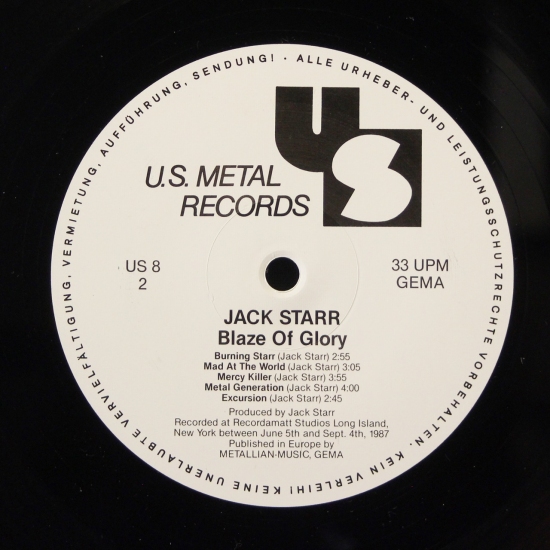 ALLE URHEBER- UND LEISTUNGSSCHUTZRECHTE VORBEHALTEN. KEIN VERLEIH! KEINE UNERLAUBTE VERVIELFÄLTIGUNG, VERMIETUNG, AUFFÜHRUNG, SENDUNG! ·
US
U.S. METAL
RECORDS
US 8
2
33 UPM
GEMA
JACK STARR
Blaze Of Glory
Burning Starr (Jack Starr) 2:55
Mad At The World (Jack Starr) 3:05
Mercy Killer (Jack Starr) 3:55
Metal Generation (Jack Starr) 4:00
Excursion (Jack Starr) 2:45
Produced by Jack Starr
Recorded at Recordamatt Studios Long Island,
New York between June 5th and Sept. 4th, 1987
Published in Europe by
METALLIAN-MUSIC, GEMA